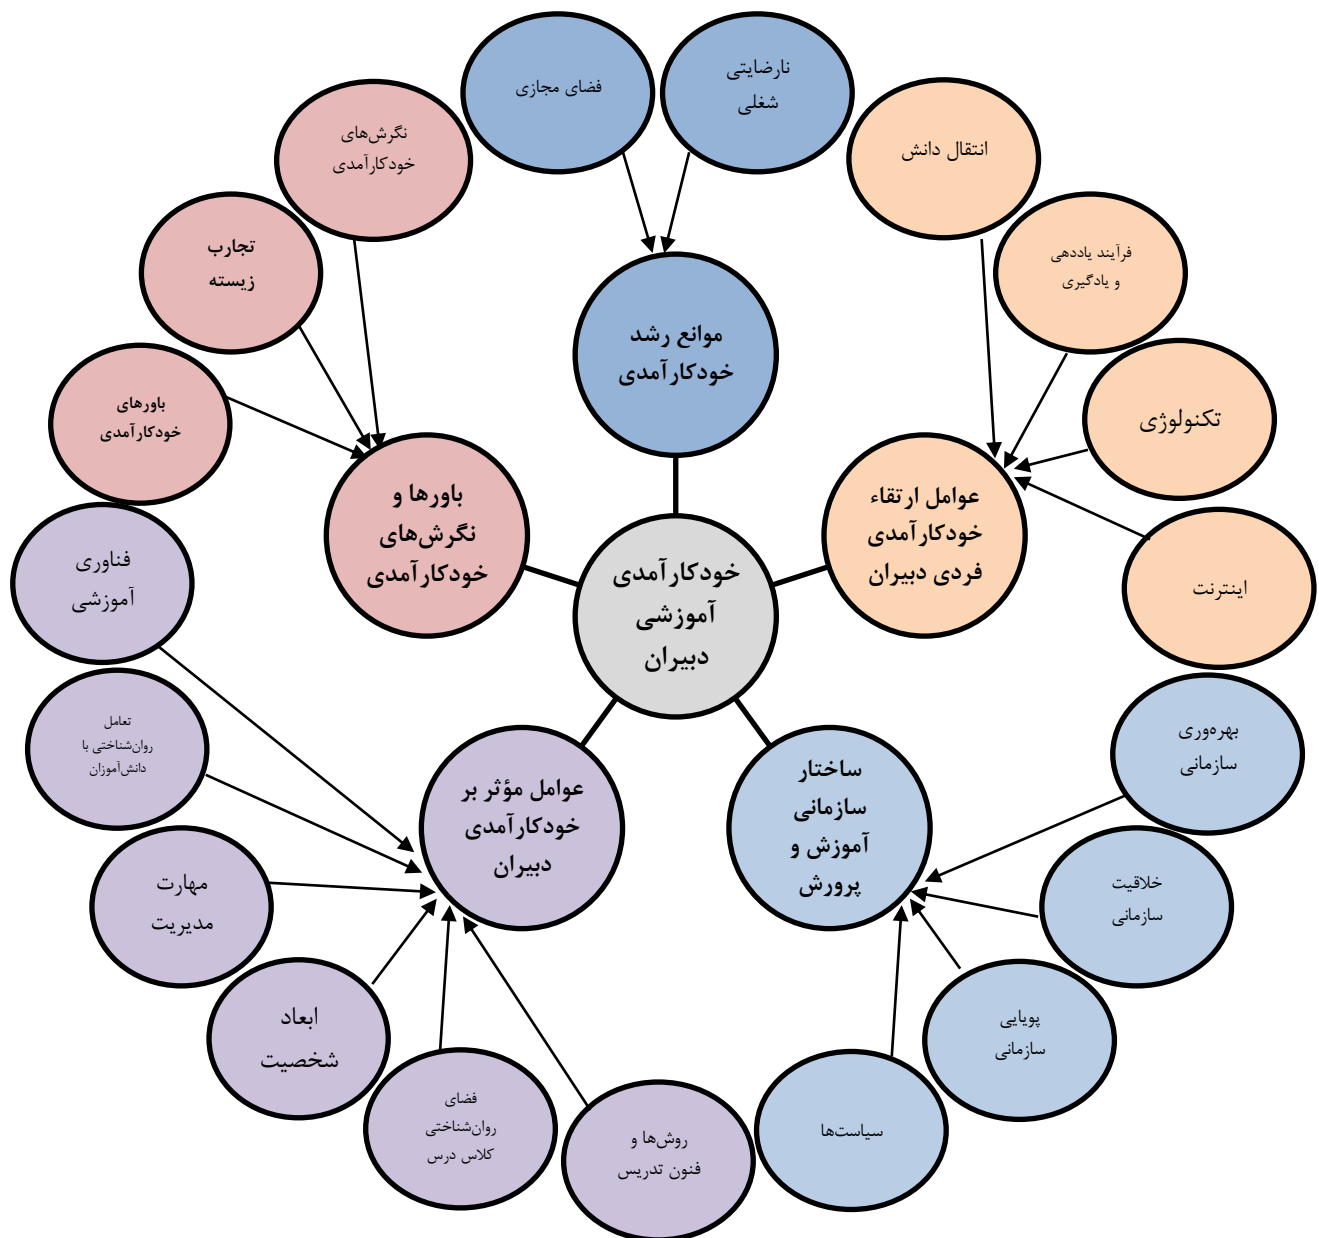 نارضایتی
شغلی
فضای مجازی
انتقال دانش
نگرش‌های
خودکارآمدی
فرآیند یاددهی
و یادگیری
تجارب
زیسته
موانع رشد
خودکارآمدی
تکنولوژی
باورهای
خودکارآمدی
عوامل ارتقاء
خودکارآمدی
فردی دبیران
باورها و
نگرش‌های
خودکارآمدی
اینترنت
فناوری
آموزشی
خودکارآمدی
آموزشی
دبیران
بهره‌وری
سازمانی
تعامل
روان‌شناختی با
دانش‌آموزان
ساختار
سازمانی
آموزش و
پرورش
عوامل مؤثر بر
خودکارآمدی
دبیران
خلاقیت
سازمانی
مهارت
مدیریت
پویایی
سازمانی
ابعاد
شخصیت
سیاست‌ها
روش‌ها و
فنون تدریس
فضای
روان‌شناختی
کلاس درس